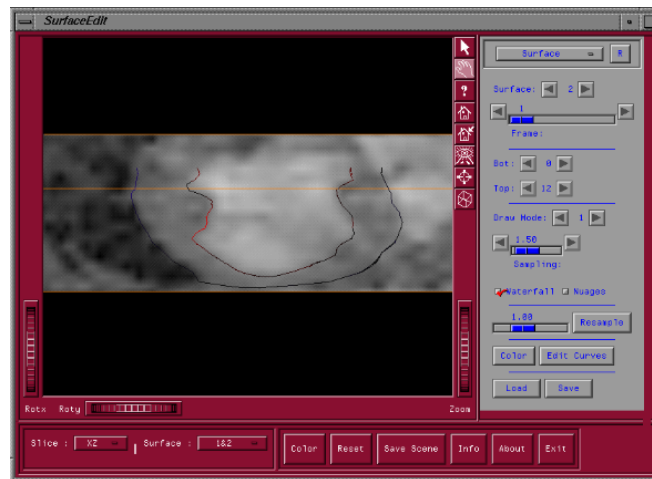 SurfaceEdit
Surface R
Surface: 2
1
Frame:
Bot: 0
Top: 12
Draw Mode: 1
1.50
Sampling:
Waterfall Nuages
1.00 Resample
Color Edit Curves
Load Save
?
Rotx Roty Zoom
Slice : XZ Surface : 1&2 Color Reset Save Scene Info About Exit